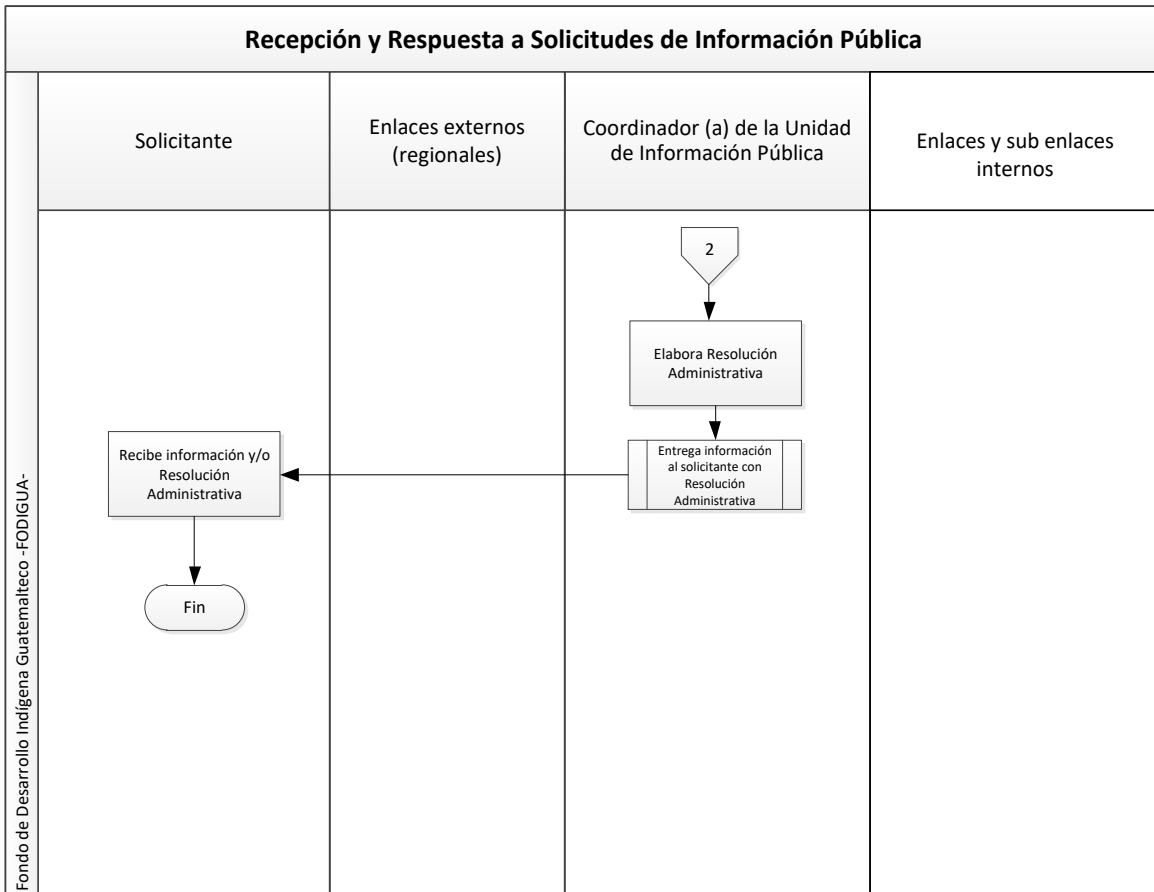 Recepción y Respuesta a Solicitudes de Información Pública
Solicitante
Enlaces externos
(regionales)
Coordinador (a) de la Unidad
de Información Pública
Enlaces y sub enlaces
internos
Fondo de Desarrollo Indígena Guatemalteco -FODIGUA-
2
Elabora Resolución
Administrativa
Entrega información
al solicitante con
Resolución
Administrativa
Recibe información y/o
Resolución
Administrativa
Fin